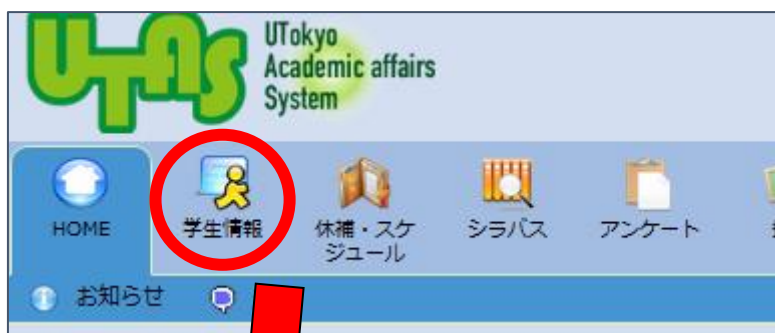 UTAS
UTokyo
Academic affairs
System
HOME
学生情報
休補・スケ
ジュール
シラバス
アンケート
お知らせ